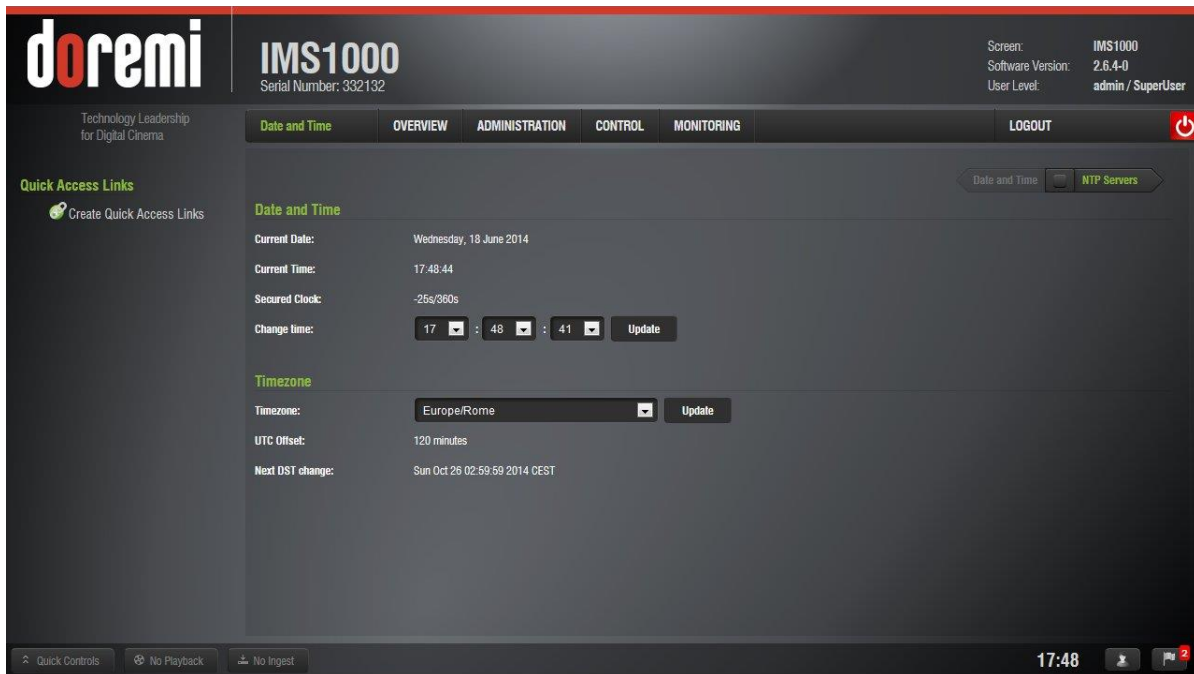 doremi
Technology Leadership
for Digital Cinema
IMS1000
Serial Number: 332132
Screen: IMS1000
Software Version: 2.6.4-0
User Level: admin / SuperUser
Date and Time OVERVIEW ADMINISTRATION CONTROL MONITORING LOGOUT
Quick Access Links
Create Quick Access Links
Date and Time NTP Servers
Date and Time
Current Date: Wednesday, 18 June 2014
Current Time: 17:48:44
Secured Clock: -25s/360s
Change time: 17 : 48 : 41 Update
Timezone
Timezone: Europe/Rome Update
UTC Offset: 120 minutes
Next DST change: Sun Oct 26 02:59:59 2014 CEST
Quick Controls No Playback No Ingest 17:48 2